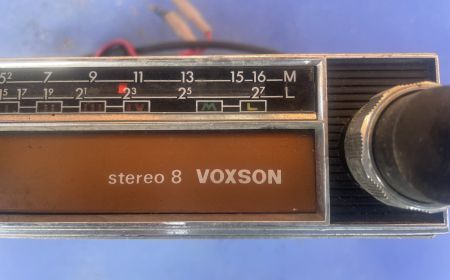 5² 7 9 11 13 15-16 M
1⁵ 1⁷ 19 2¹ 2³ 2⁵ 2⁷ L
M L
stereo 8 VOXSON